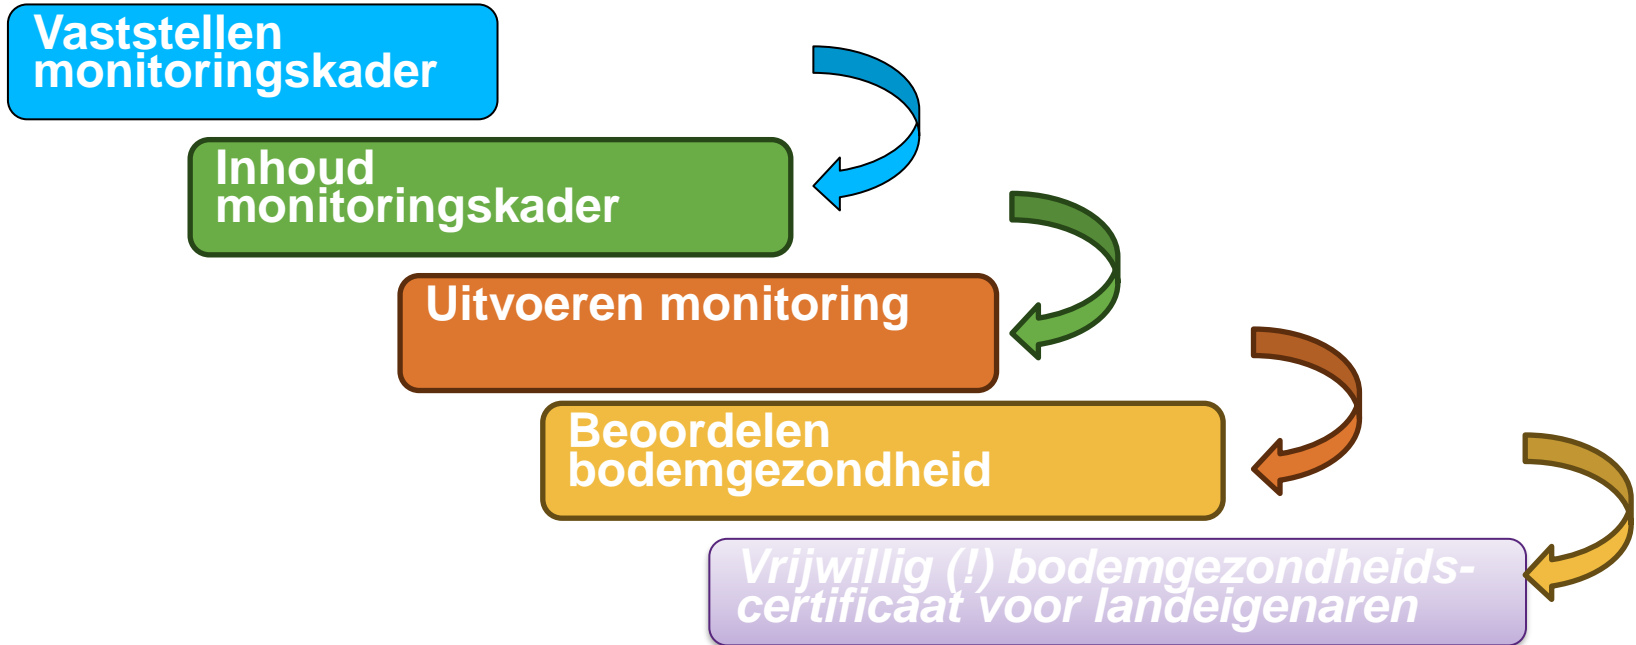 Vaststellen
monitoringskader
Inhoud
monitoringskader
Uitvoeren monitoring
Beoordelen
bodemgezondheid
Vrijwillig (!) bodemgezondheids-
certificaat voor landeigenaren